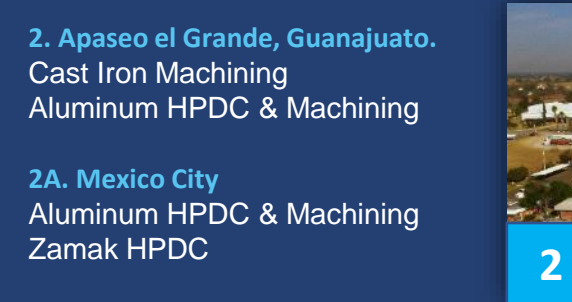 2. Apaseo el Grande, Guanajuato.
Cast Iron Machining
Aluminum HPDC & Machining
2A. Mexico City
Aluminum HPDC & Machining
Zamak HPDC
2